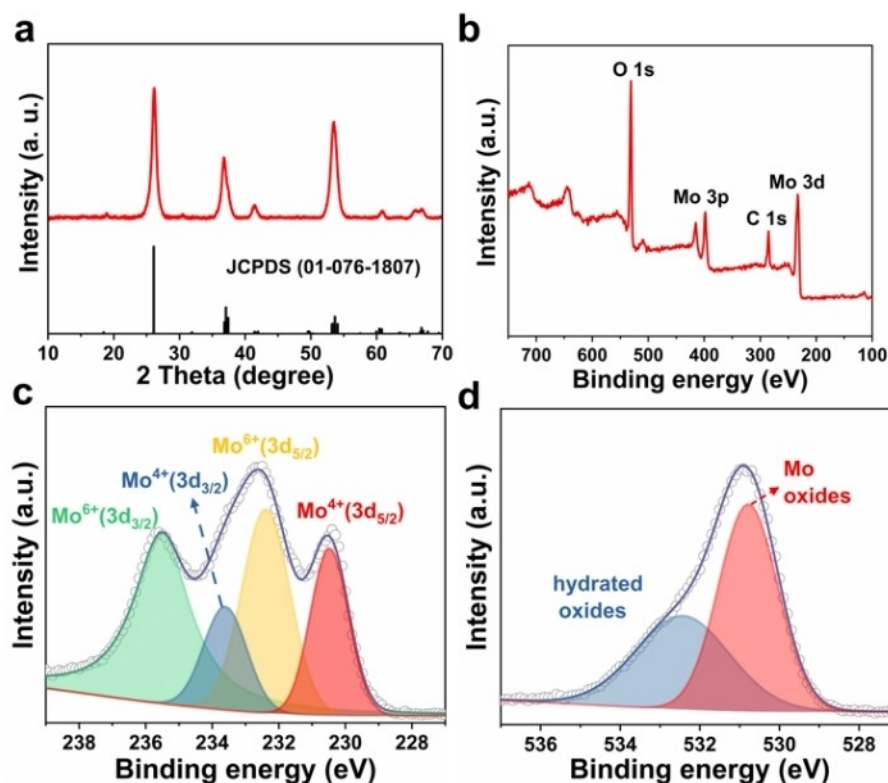 a
Intensity (a. u.)
JCPDS (01-076-1807)
10 20 30 40 50 60 70
2 Theta (degree)
b
Intensity (a. u.)
O 1s
Mo 3p
C 1s
Mo 3d
700 600 500 400 300 200 100
Binding energy (eV)
c
Intensity (a.u.)
Mo⁶⁺(3d₅/₂)
Mo⁴⁺(3d₃/₂)
Mo⁶⁺(3d₃/₂)
Mo⁴⁺(3d₅/₂)
238 236 234 232 230 228
Binding energy (eV)
d
Intensity (a.u.)
Mo
oxides
hydrated
oxides
536 534 532 530 528
Binding energy (eV)